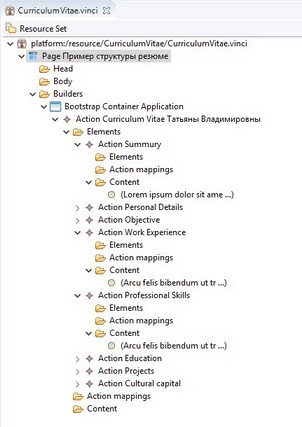 CurriculumVitae.vinci
Resource Set
platform:/resource/CurriculumVitae/CurriculumVitae.vinci
Page Пример структуры резюме
Head
Body
Builders
Bootstrap Container Application
Action Curriculum Vitae Татьяны Владимировны
Elements
Action Summury
Elements
Action mappings
Content
(Lorem ipsum dolor sit ame ...)
Action Personal Details
Action Objective
Action Work Experience
Elements
Action mappings
Content
(Arcu felis bibendum ut tr ...)
Action Professional Skills
Elements
Action mappings
Content
(Arcu felis bibendum ut tr ...)
Action Education
Action Projects
Action Cultural capital
Action mappings
Content